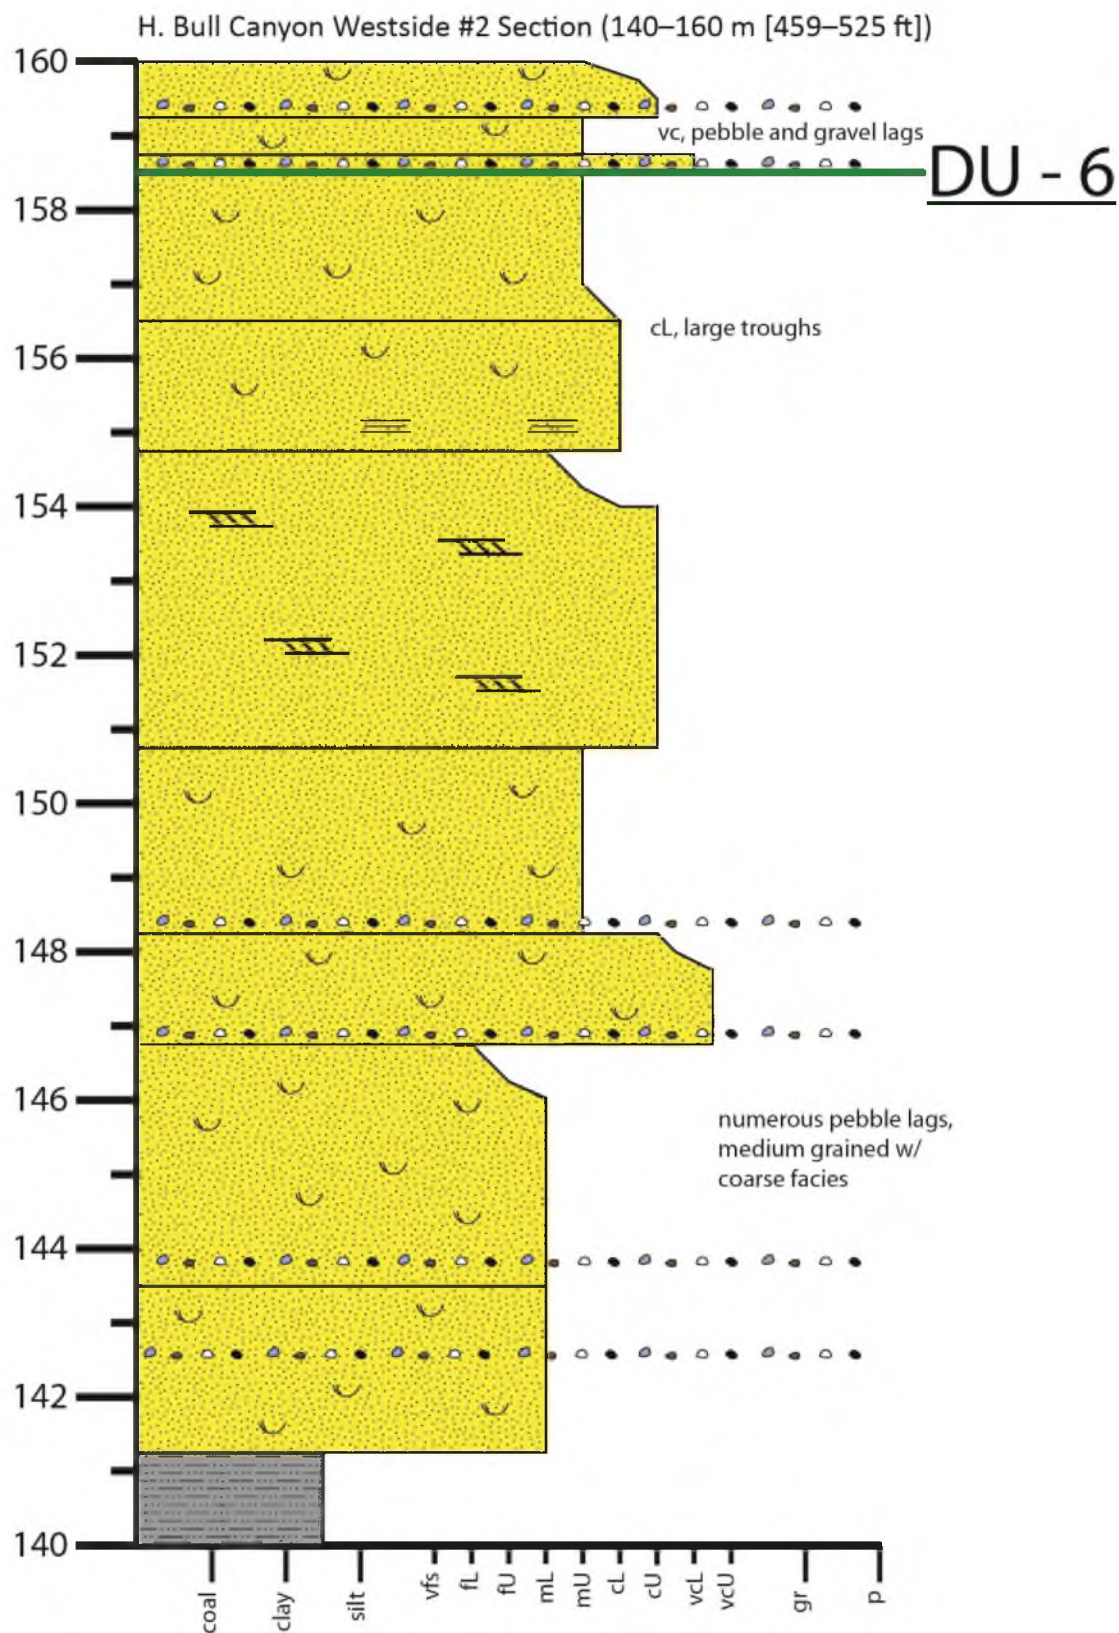 H. Bull Canyon Westside #2 Section (140–160 m [459–525 ft])
160
vc, pebble and gravel lags
DU - 6
158
cL, large troughs
156
154
152
150
148
146
numerous pebble lags,
medium grained w/
coarse facies
144
142
140
coal
clay
silt
vfs
fL
fU
mL
mU
cL
cU
vcL
vcU
gr
p